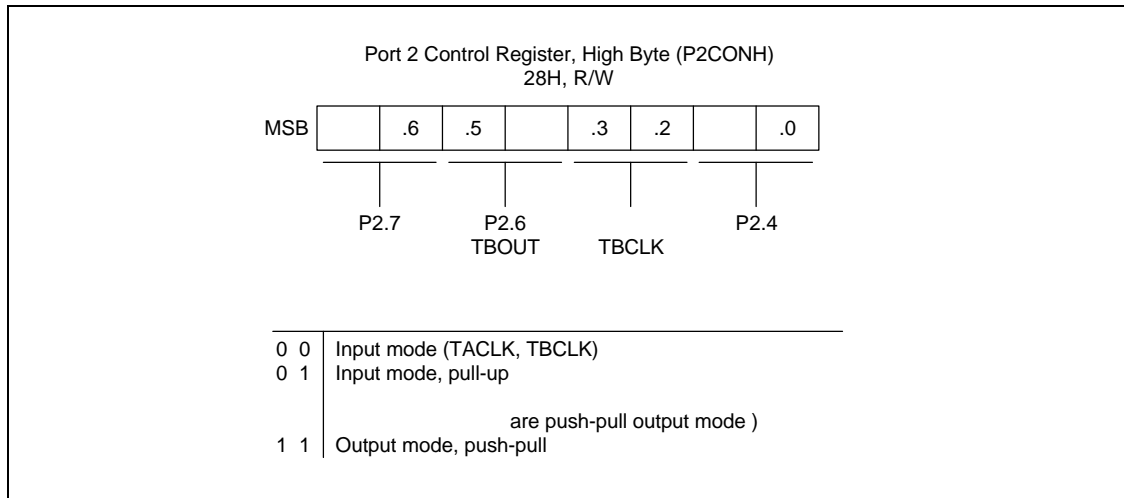 Port 2 Control Register, High Byte (P2CONH)
28H, R/W
MSB .6 .5 .3 .2 .0
P2.7 P2.6 P2.4
TBOUT TBCLK
0 0 Input mode (TACLK, TBCLK)
0 1 Input mode, pull-up
are push-pull output mode )
1 1 Output mode, push-pull